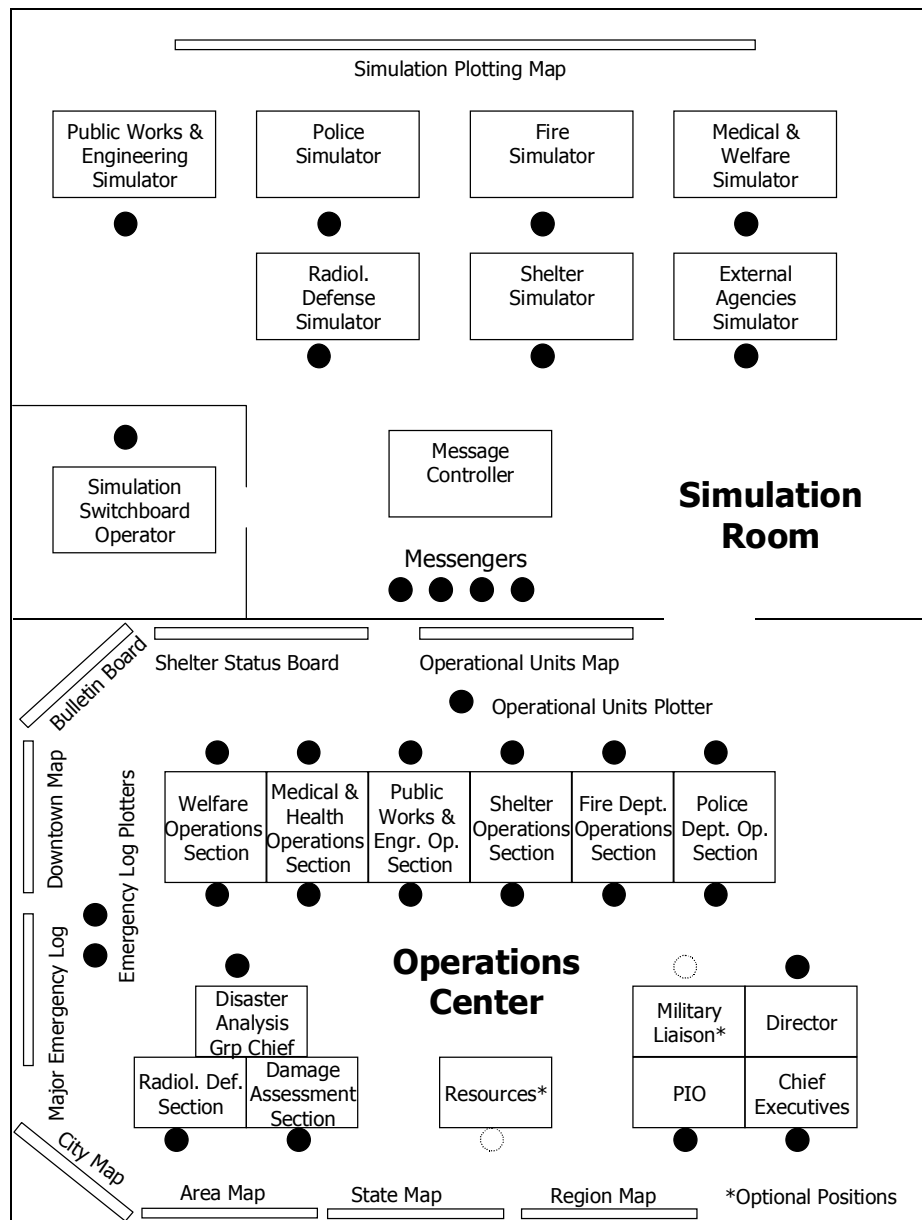 Simulation Plotting Map
Public Works &
Engineering
Simulator
Police
Simulator
Fire
Simulator
Medical &
Welfare
Simulator
Radiol.
Defense
Simulator
Shelter
Simulator
External
Agencies
Simulator
Simulation
Switchboard
Operator
Message
Controller
Simulation
Room
Messengers
Bulletin Board
Shelter Status Board
Operational Units Map
Operational Units Plotter
Downtown Map
Emergency Log Plotters
Welfare
Operations
Section
Medical &
Health
Operations
Section
Public
Works &
Engr. Op.
Section
Shelter
Operations
Section
Fire Dept.
Operations
Section
Police
Dept. Op.
Section
Major Emergency Log
Operations
Center
Disaster
Analysis
Grp Chief
Radiol. Def.
Section
Damage
Assessment
Section
Resources*
Military
Liaison*
Director
PIO
Chief
Executives
City Map
Area Map
State Map
Region Map
*Optional Positions